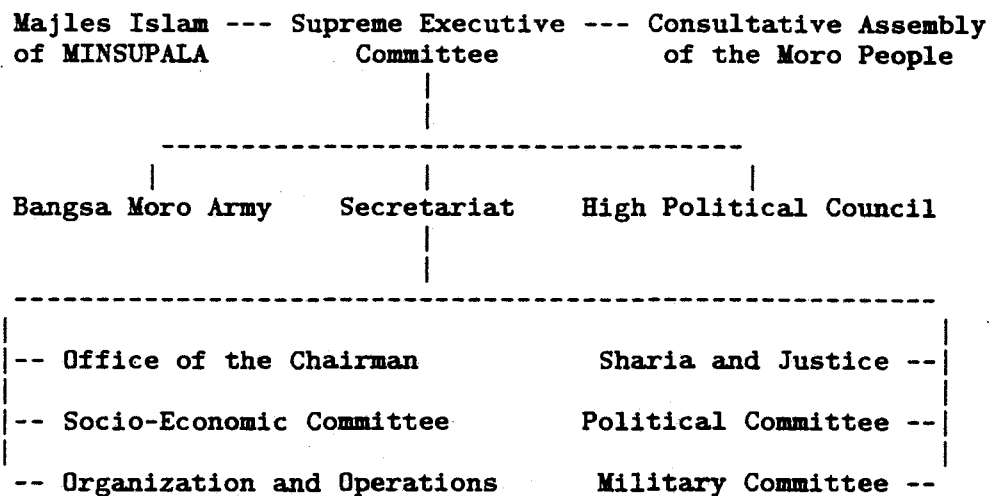 Majles Islam --- Supreme Executive --- Consultative Assembly
of MINSUPALA Committee of the Moro People
Bangsa Moro Army Secretariat High Political Council
-- Office of the Chairman Sharia and Justice --
-- Socio-Economic Committee Political Committee --
-- Organization and Operations Military Committee --